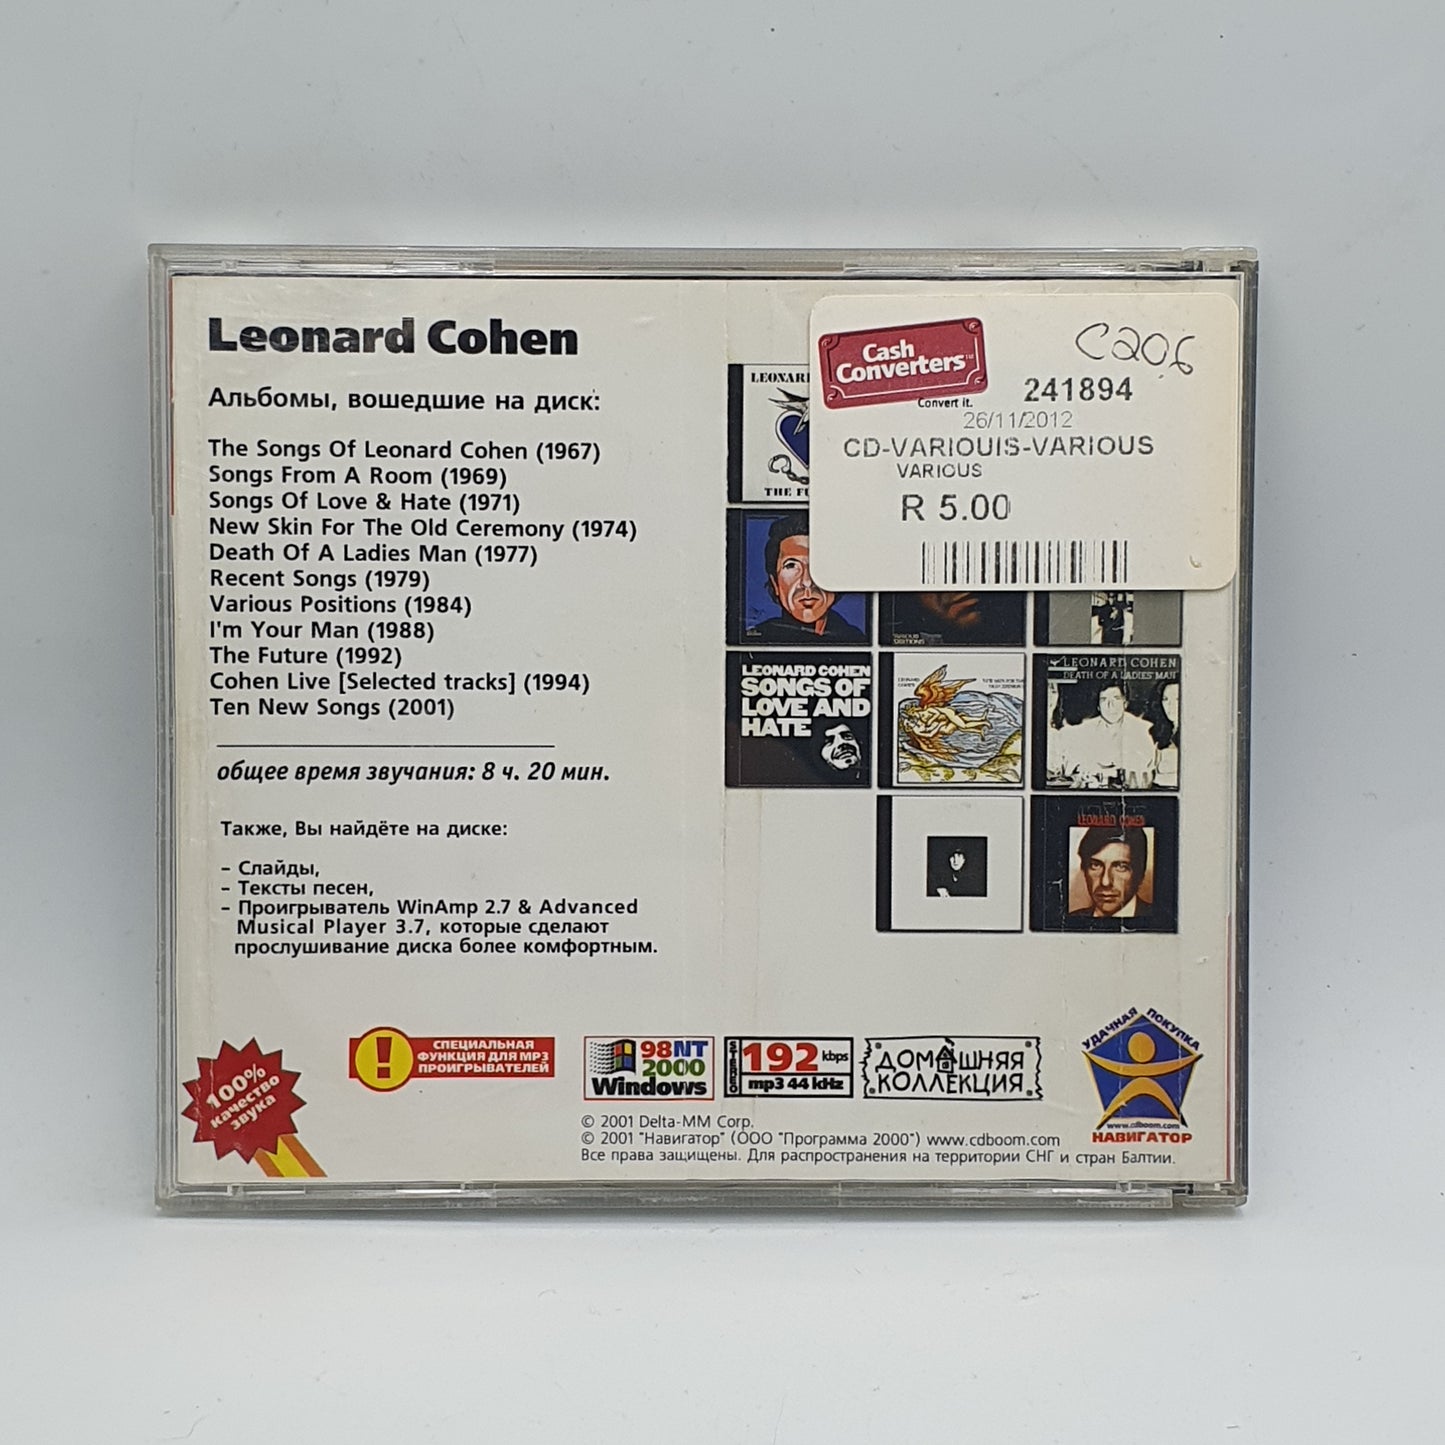 Leonard Cohen
Альбомы, вошедшие на диск:
The Songs Of Leonard Cohen (1967)
Songs From A Room (1969)
Songs Of Love & Hate (1971)
New Skin For The Old Ceremony (1974)
Death Of A Ladies Man (1977)
Recent Songs (1979)
Various Positions (1984)
I'm Your Man (1988)
The Future (1992)
Cohen Live [Selected tracks] (1994)
Ten New Songs (2001)
общее время звучания: 8 ч. 20 мин.
Также, Вы найдёте на диске:
– Слайды,
– Тексты песен,
– Проигрыватель WinAmp 2.7 & Advanced
Musical Player 3.7, которые сделают
прослушивание диска более комфортным.
Cash
Converters™
Convert it.
C206
241894
26/11/2012
CD-VARIOUIS-VARIOUS
VARIOUS
R 5.00
LEONARD COHEN
SONGS OF
LOVE AND
HATE
LEONARD COHEN
DEATH OF A LADIES' MAN
LEONARD COHEN
100%
качество
звука
!
СПЕЦИАЛЬНАЯ
ФУНКЦИЯ ДЛЯ MP3
ПРОИГРЫВАТЕЛЕЙ
98NT
2000
Windows
STEREO
192 kbps
mp3 44 kHz
ДОМАШНЯЯ
КОЛЛЕКЦИЯ
УДАЧНАЯ ПОКУПКА
www.cdboom.com
НАВИГАТОР
© 2001 Delta-MM Corp.
© 2001 "Навигатор" (ООО "Программа 2000") www.cdboom.com
Все права защищены. Для распространения на территории СНГ и стран Балтии.